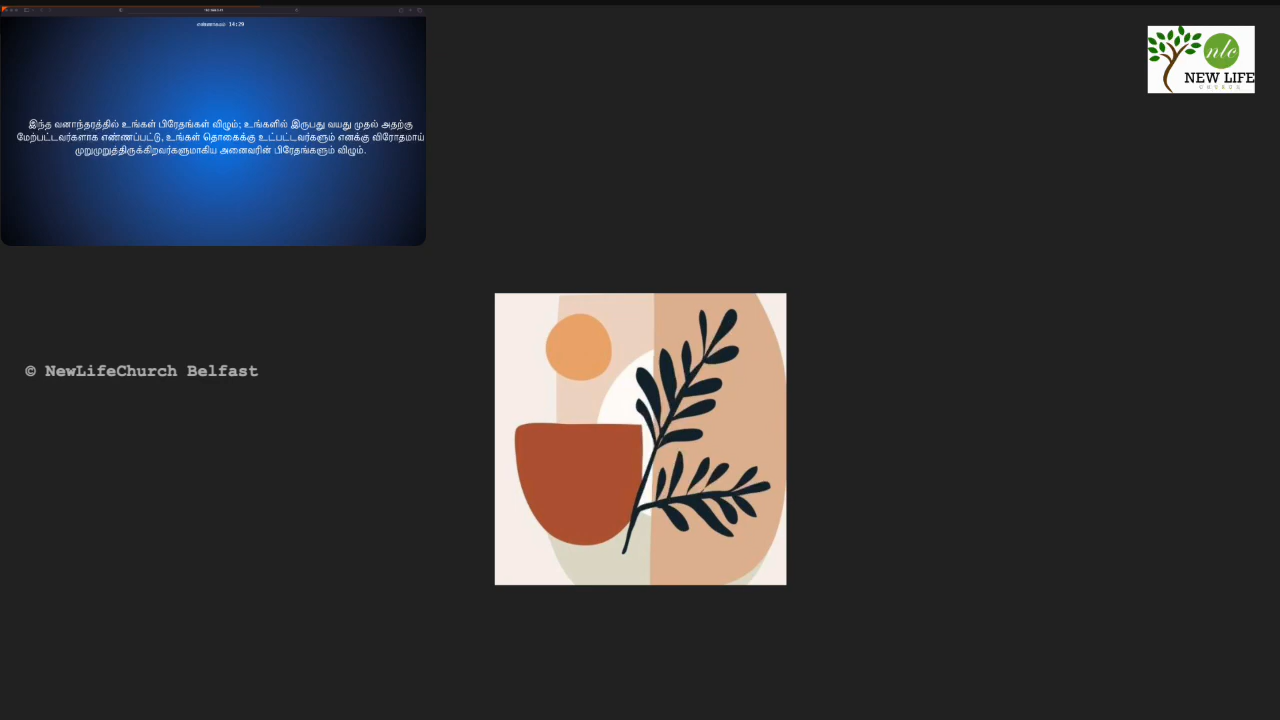 எண்ணாகமம் 14:29
இந்த வனாந்தரத்தில் உங்கள் பிரேதங்கள் விழும்; உங்களில் இருபது வயது முதல் அதற்கு
மேற்பட்டவர்களாக எண்ணப்பட்டு, உங்கள் தொகைக்கு உட்பட்டவர்களும் எனக்கு விரோதமாய்
முறுமுறுத்திருக்கிறவர்களுமாகிய அனைவரின் பிரேதங்களும் விழும்.
nlc
NEW LIFE
CHURCH
© NewLifeChurch Belfast